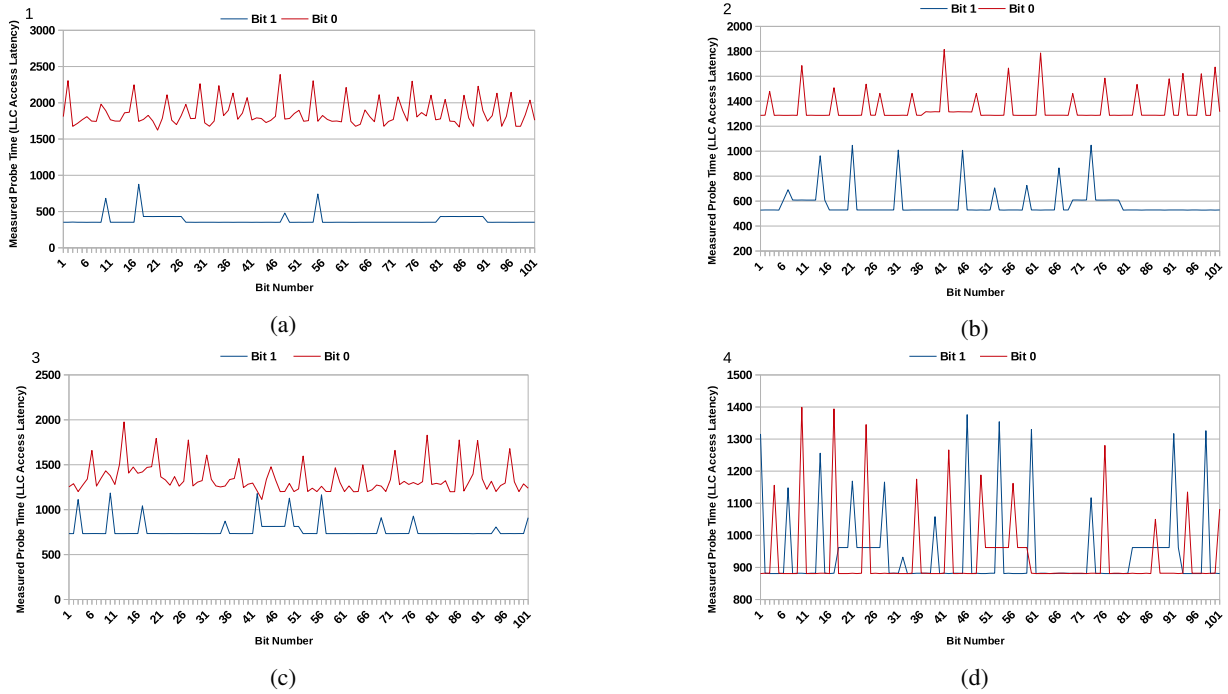 1
Bit 1 Bit 0
3000
2500
2000
1500
1000
500
0
Measured Probe Time (LLC Access Latency)
1 6 11 16 21 26 31 36 41 46 51 56 61 66 71 76 81 86 91 96 101
Bit Number
(a)
2
Bit 1 Bit 0
2000
1800
1600
1400
1200
1000
800
600
400
200
Measured Probe Time (LLC Access Latency)
1 6 11 16 21 26 31 36 41 46 51 56 61 66 71 76 81 86 91 96 101
Bit Number
(b)
3
Bit 1 Bit 0
2500
2000
1500
1000
500
0
Measured Probe Time (LLC Access Latency)
1 6 11 16 21 26 31 36 41 46 51 56 61 66 71 76 81 86 91 96 101
Bit Number
(c)
4
Bit 1 Bit 0
1500
1400
1300
1200
1100
1000
900
800
Measured Probe Time (LLC Access Latency)
1 6 11 16 21 26 31 36 41 46 51 56 61 66 71 76 81 86 91 96 101
Bit Number
(d)